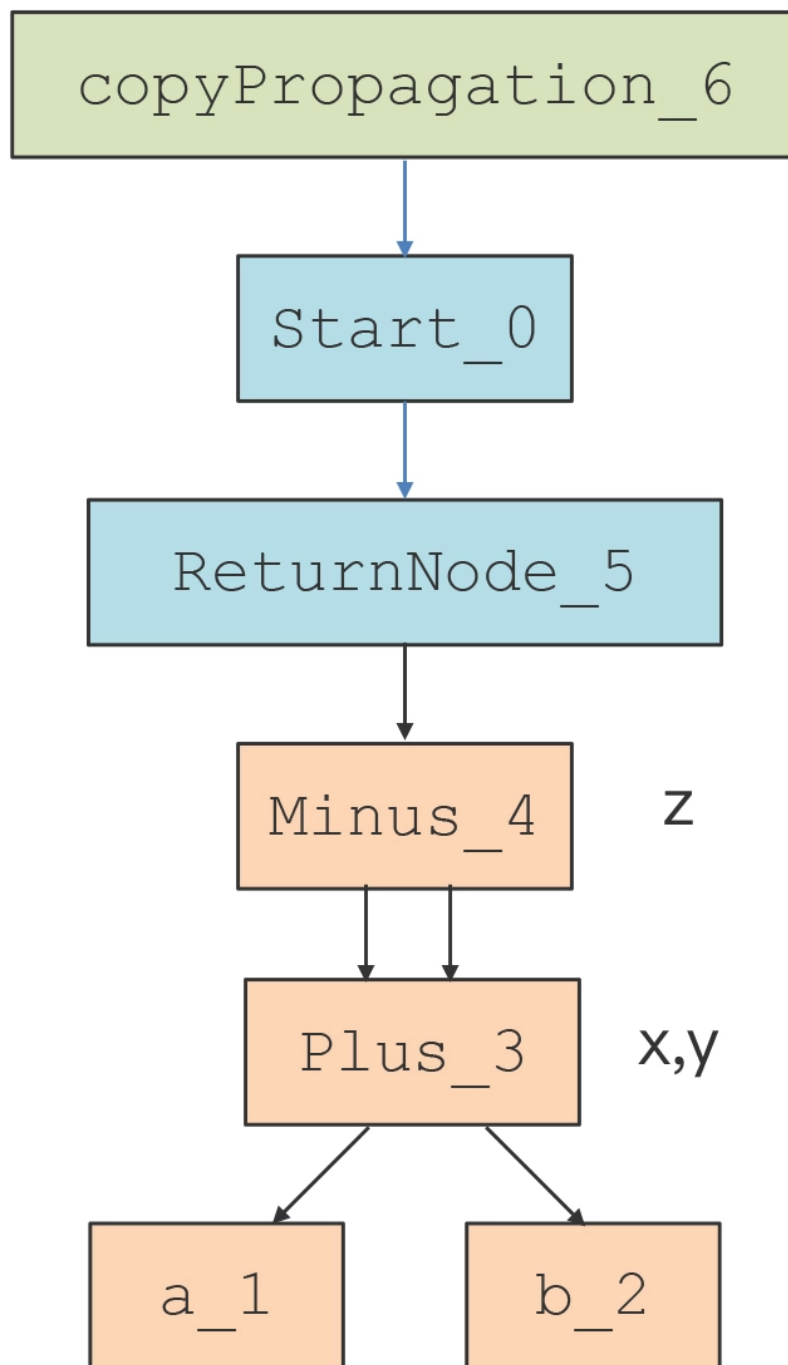 copyPropagation_6
Start_0
ReturnNode_5
Minus_4 z
Plus_3 x,y
a_1 b_2